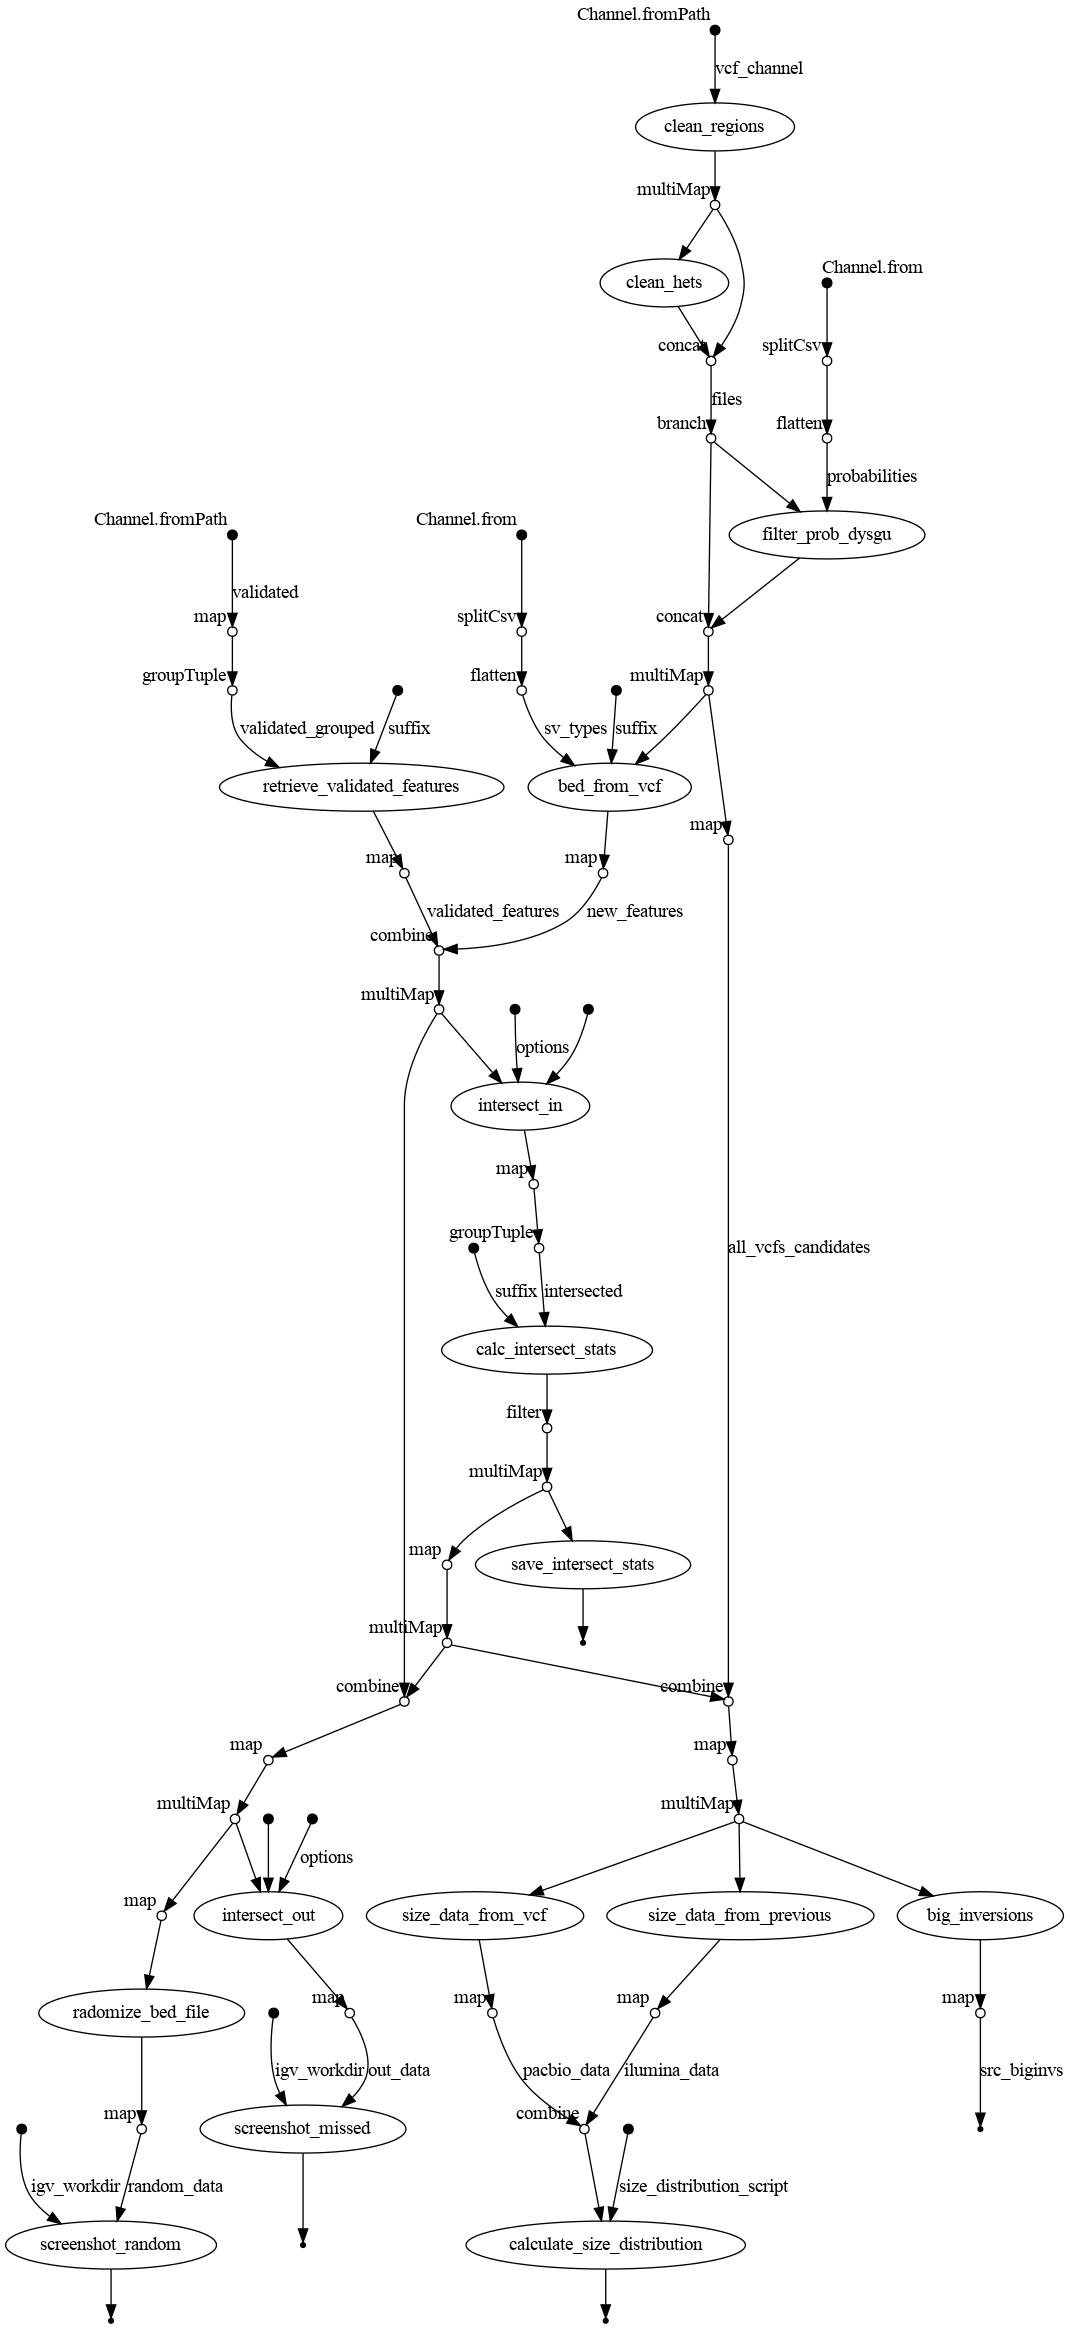 Channel.fromPath
vcf_channel
clean_regions
multiMap
Channel.from
clean_hets
concat
splitCsv
files
branch
flatten
probabilities
Channel.fromPath
Channel.from
filter_prob_dysgu
validated
map
splitCsv
concat
groupTuple
flatten
multiMap
validated_grouped
suffix
sv_types
suffix
retrieve_validated_features
bed_from_vcf
map
map
map
validated_features
new_features
combine
multiMap
options
intersect_in
map
groupTuple
all_vcfs_candidates
suffix
intersected
calc_intersect_stats
filter
multiMap
map
save_intersect_stats
multiMap
combine
combine
map
map
multiMap
multiMap
options
map
intersect_out
size_data_from_vcf
size_data_from_previous
big_inversions
map
map
map
map
radomize_bed_file
igv_workdir
out_data
pacbio_data
ilumina_data
src_biginvs
map
combine
screenshot_missed
igv_workdir
random_data
size_distribution_script
screenshot_random
calculate_size_distribution